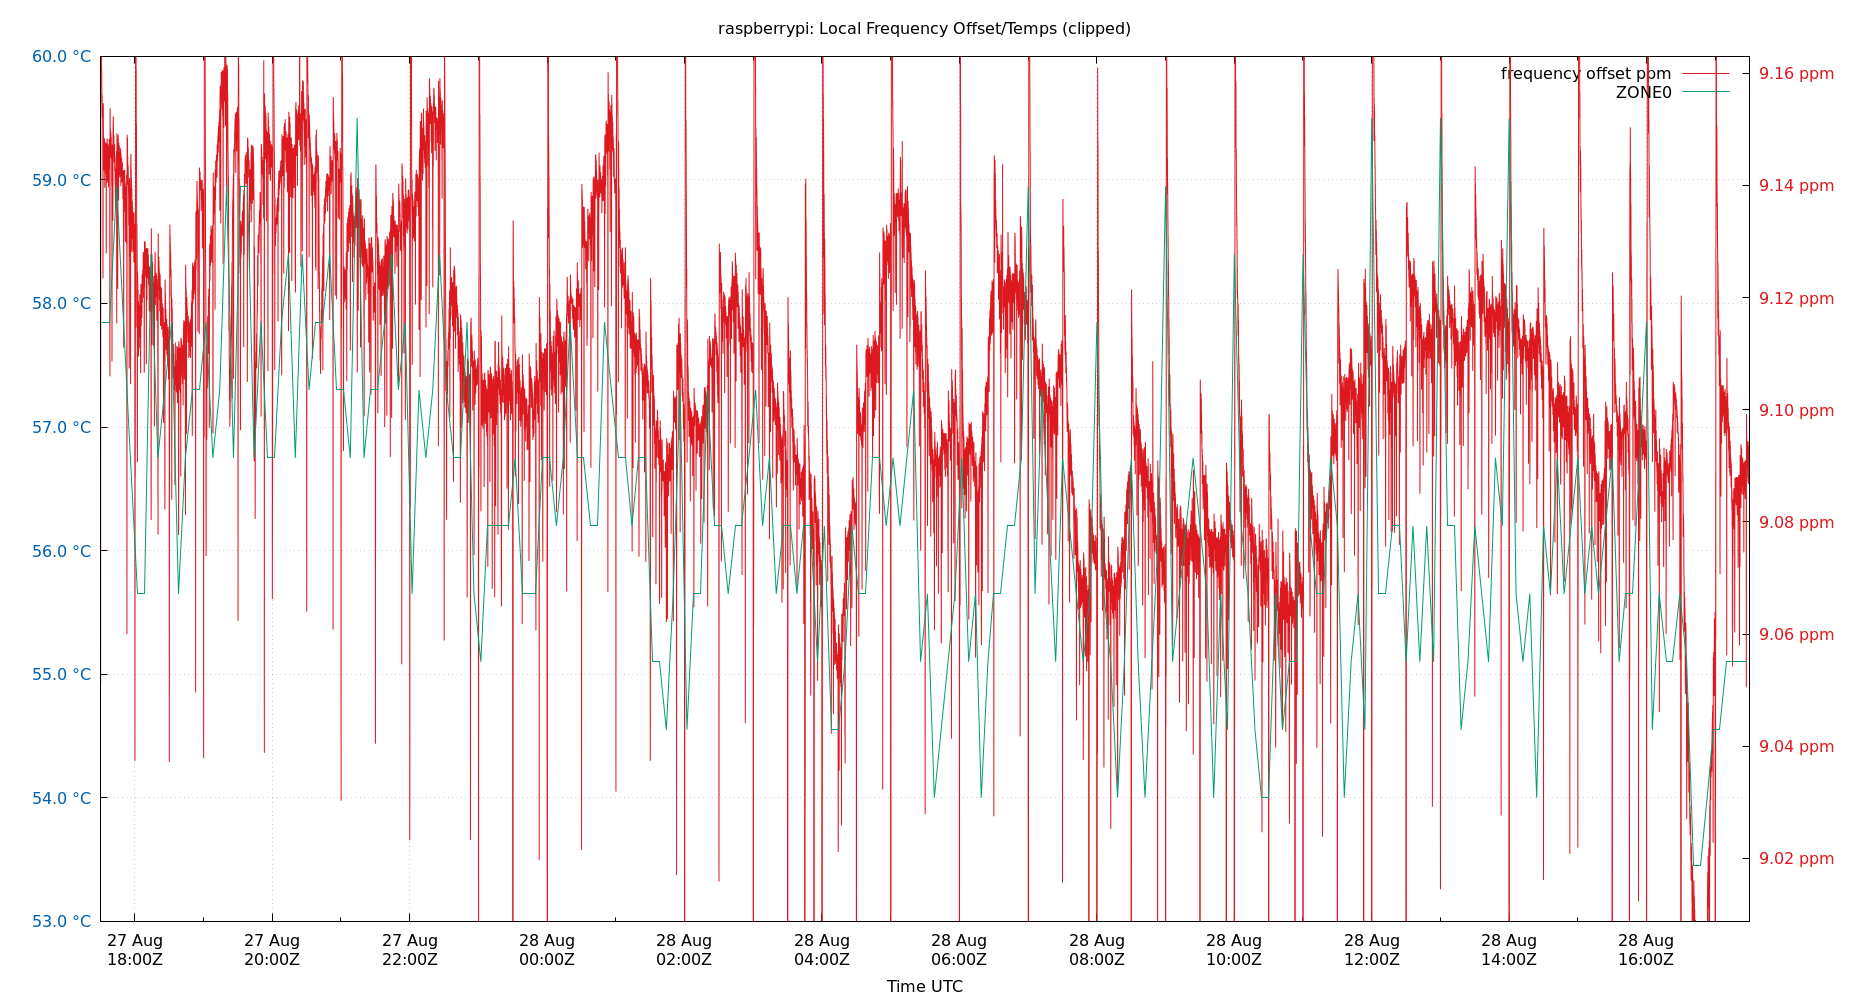 raspberrypi: Local Frequency Offset/Temps (clipped)
frequency offset ppm
ZONE0
60.0 °C
59.0 °C
58.0 °C
57.0 °C
56.0 °C
55.0 °C
54.0 °C
53.0 °C
9.16 ppm
9.14 ppm
9.12 ppm
9.10 ppm
9.08 ppm
9.06 ppm
9.04 ppm
9.02 ppm
27 Aug
18:00Z
27 Aug
20:00Z
27 Aug
22:00Z
28 Aug
00:00Z
28 Aug
02:00Z
28 Aug
04:00Z
28 Aug
06:00Z
28 Aug
08:00Z
28 Aug
10:00Z
28 Aug
12:00Z
28 Aug
14:00Z
28 Aug
16:00Z
Time UTC